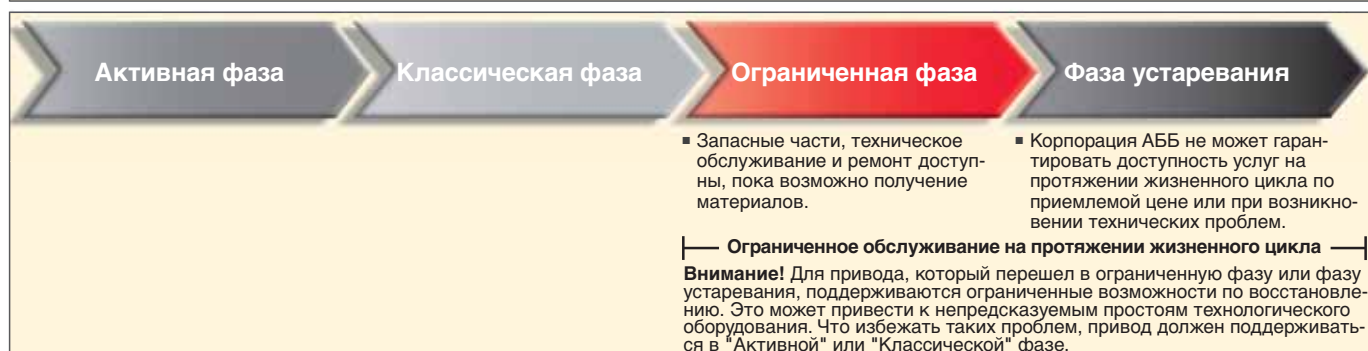 Активная фаза
Классическая фаза
Ограниченная фаза
Фаза устаревания
■ Запасные части, техническое
обслуживание и ремонт доступ-
ны, пока возможно получение
материалов.
■ Корпорация АББ не может гаран-
тировать доступность услуг на
протяжении жизненного цикла по
приемлемой цене или при возникно-
вении технических проблем.
Ограниченное обслуживание на протяжении жизненного цикла
Внимание! Для привода, который перешел в ограниченную фазу или фазу
устаревания, поддерживаются ограниченные возможности по восстановле-
нию. Это может привести к непредсказуемым простоям технологического
оборудования. Что избежать таких проблем, привод должен поддерживать-
ся в "Активной" или "Классической" фазе.